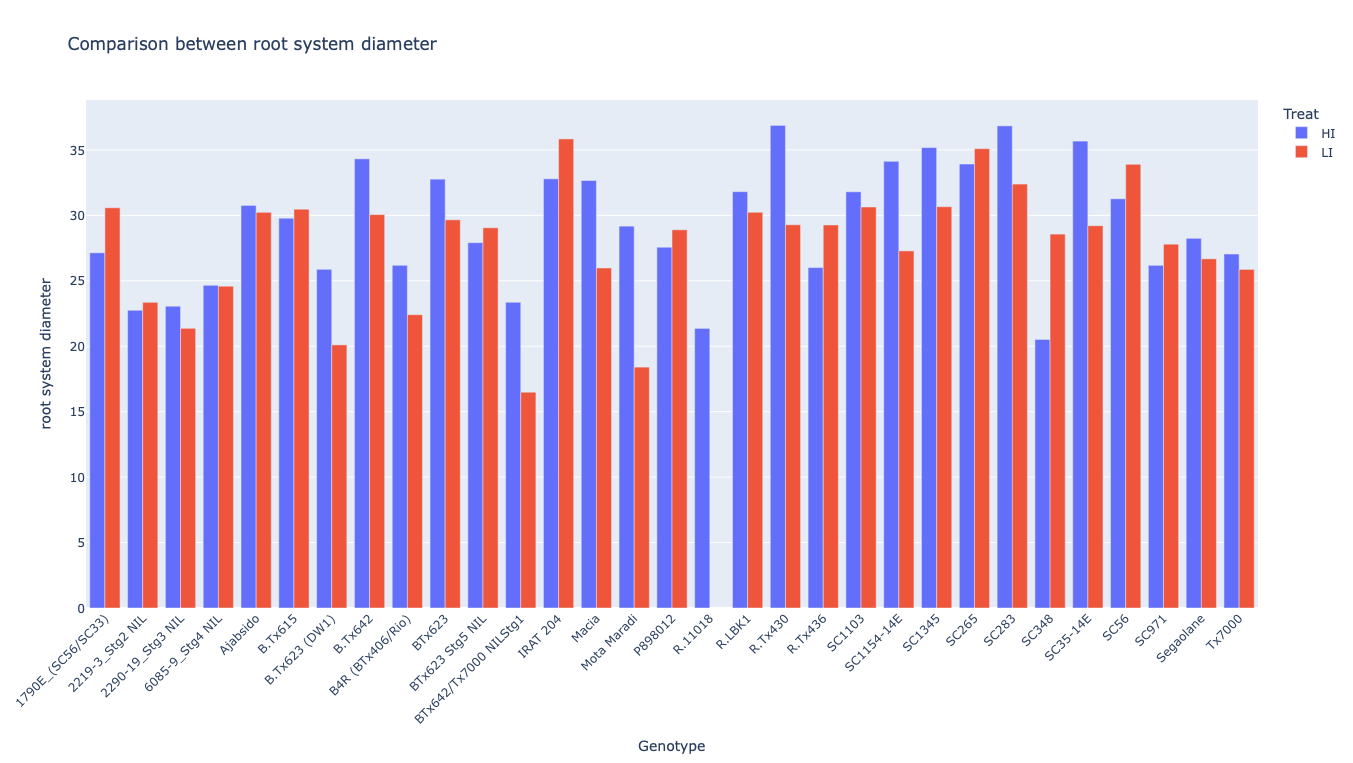 Comparison between root system diameter
Treat
HI
LI
root system diameter
35
30
25
20
15
10
5
0
1790E_(SC56/SC33)
2219-3_Stg2 NIL
2290-19_Stg3 NIL
6085-9_Stg4 NIL
Ajabsido
B.Tx615
B.Tx623 (DW1)
B.Tx642
B4R (BTx406/Rio)
BTx623
BTx623 Stg5 NIL
BTx642/Tx7000 NILStg1
IRAT 204
Macia
Mota Maradi
PB98012
R.11018
R.LBK1
R.Tx430
R.Tx436
SC1103
SC1154-14E
SC1345
SC265
SC283
SC348
SC35-14E
SC56
SC971
Segaolane
Tx7000
Genotype